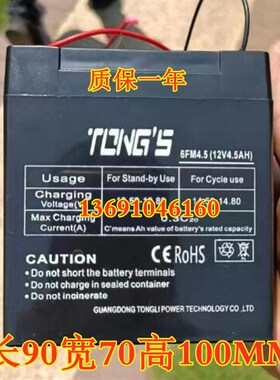 质保一年
TONG'S
6FM4.5 (12V4.5AH)
Usage For Stand-by Use For Cycle use
Charging Voltage(V) 14.80
13691046160
Max Charging Current(A) C₂₀
C'means Ah value of battery's rated capacity
Do not short the battery terminals
Do not charge in sealed container
Do not incinerate
CE RoHS
GUANGDONG TONGLI POWER TECHNOLOGY CO.,LTD
长90宽70高100MM